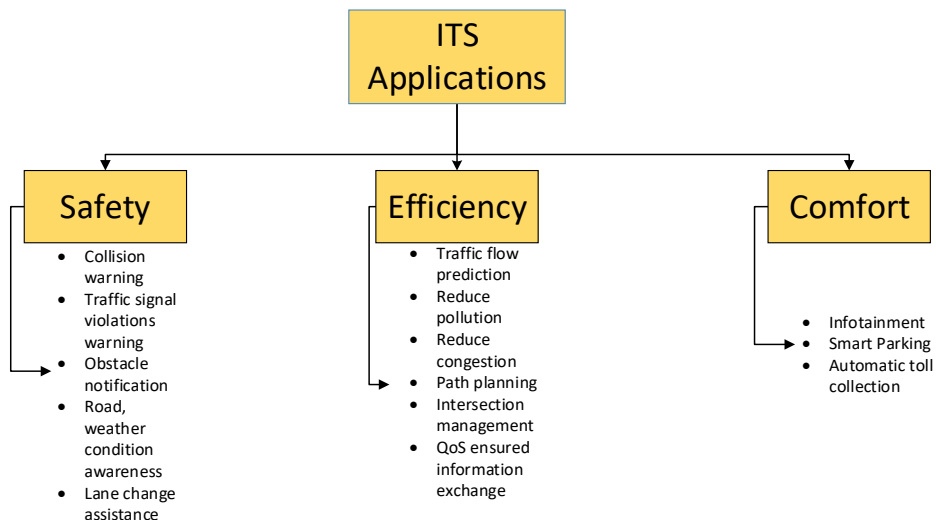 ITS
Applications
Safety
• Collision
warning
• Traffic signal
violations
warning
• Obstacle
notification
• Road,
weather
condition
awareness
• Lane change
assistance
Efficiency
• Traffic flow
prediction
• Reduce
pollution
• Reduce
congestion
• Path planning
• Intersection
management
• QoS ensured
information
exchange
Comfort
• Infotainment
• Smart Parking
• Automatic toll
collection